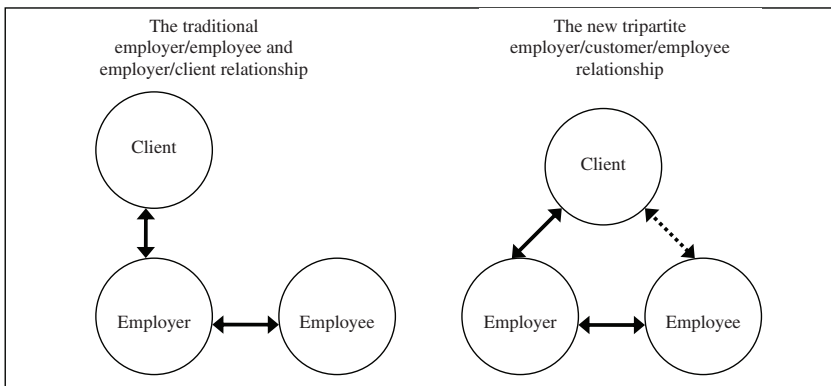 The traditional
employer/employee and
employer/client relationship
Client
Employer
Employee
The new tripartite
employer/customer/employee
relationship
Client
Employer
Employee